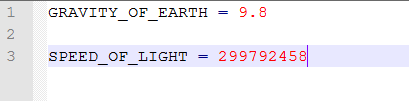 1 GRAVITY_OF_EARTH = 9.8
2
3 SPEED_OF_LIGHT = 299792458